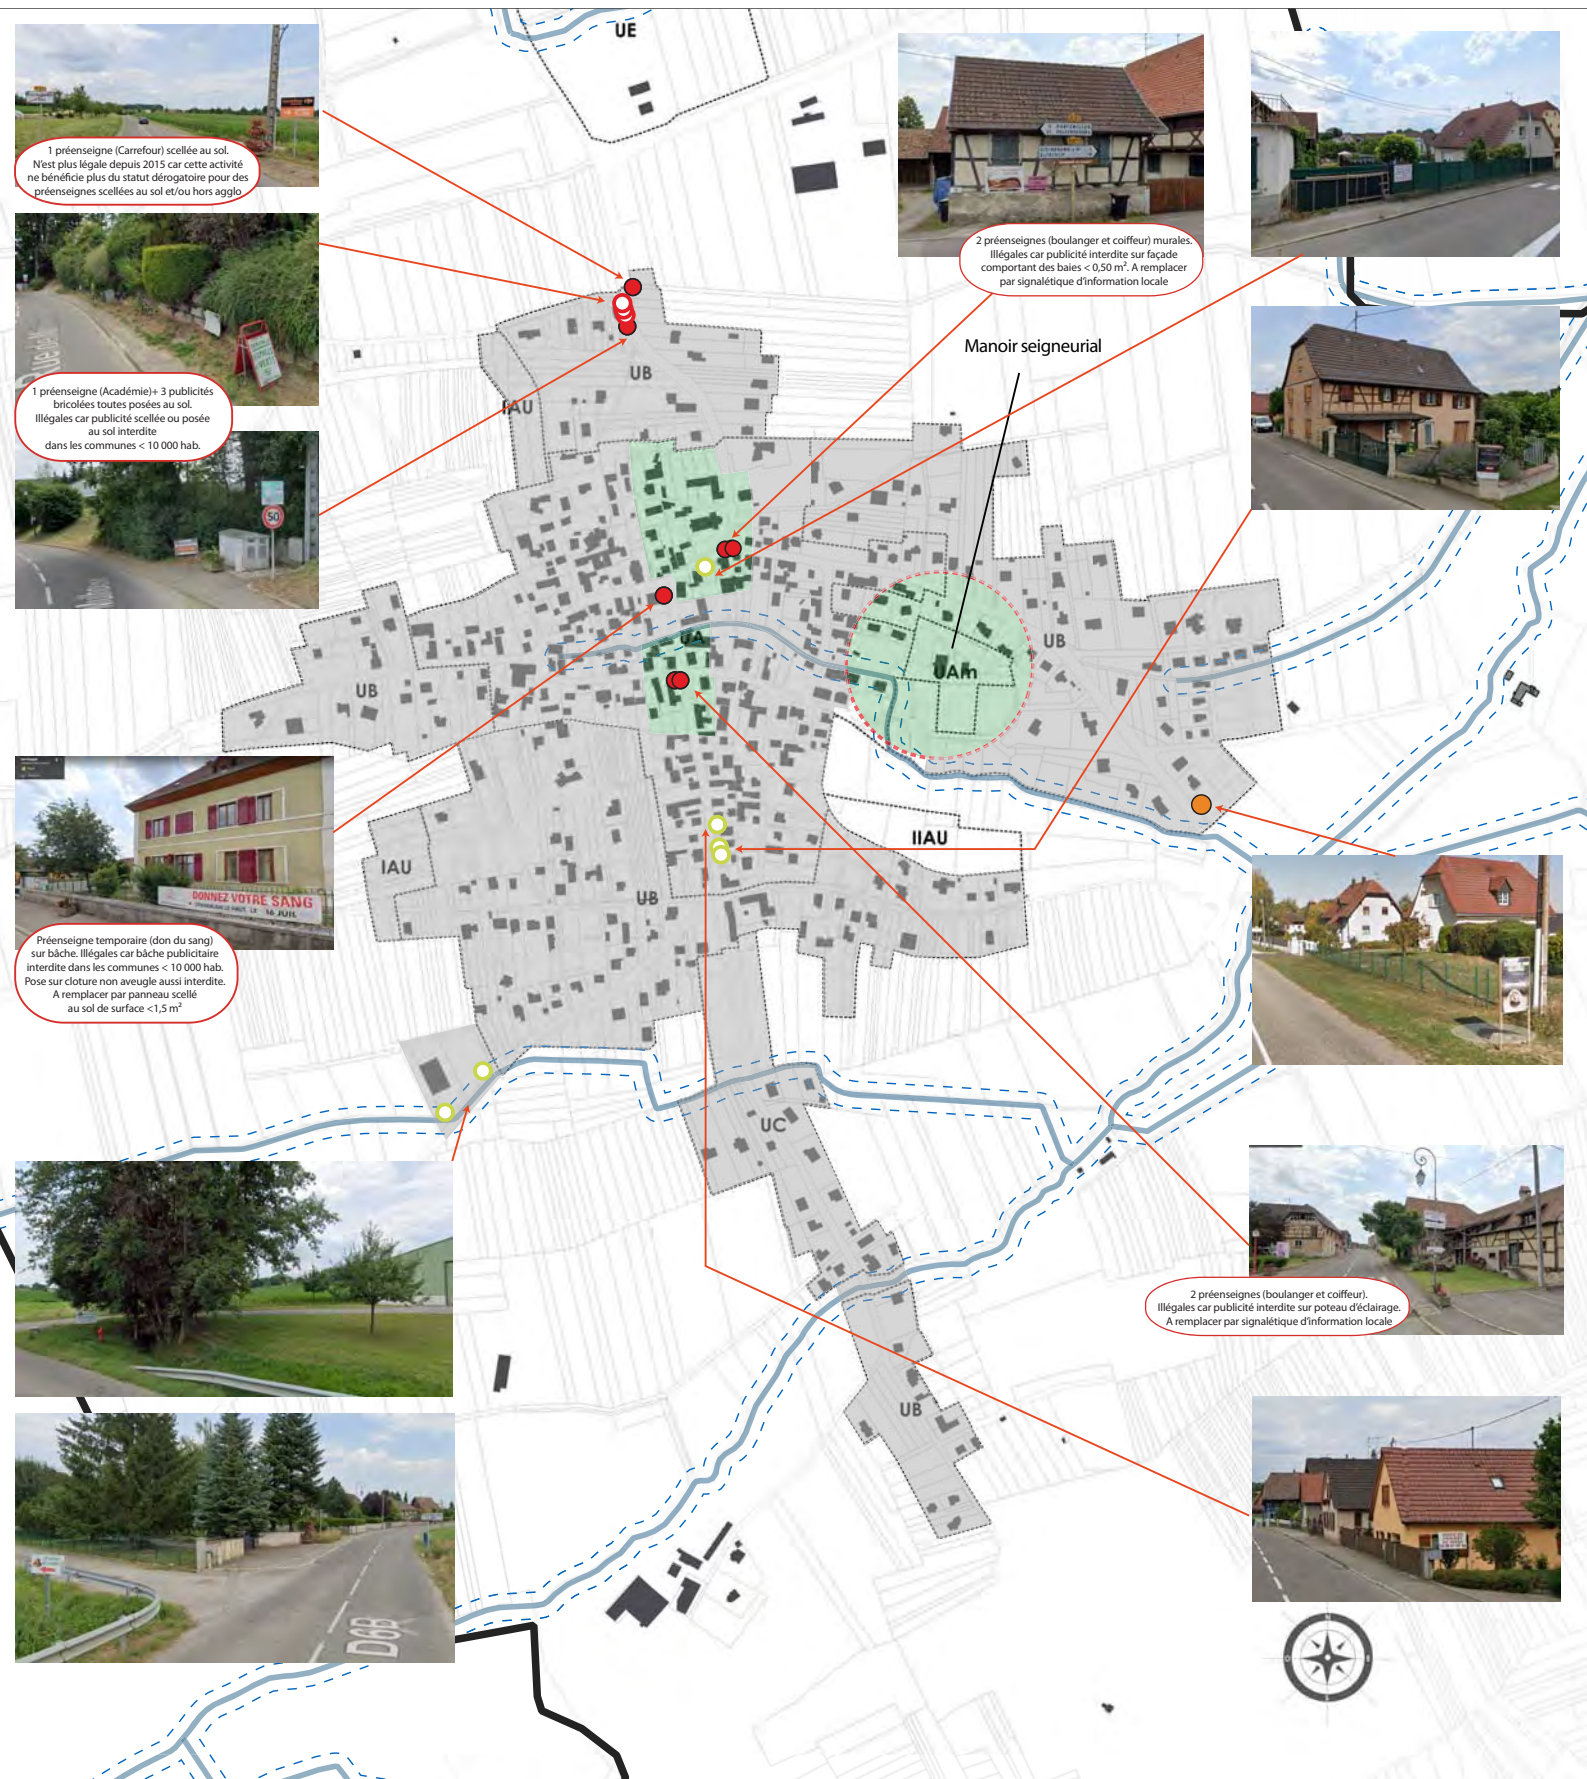 UE
1 préenseigne (Carrefour) scellée au sol.
N'est plus légale depuis 2015 car cette activité
ne bénéficie plus du statut dérogatoire pour des
préenseignes scellées au sol et/ou hors agglo
2 préenseignes (boulanger et coiffeur) murales.
Illégales car publicité interdite sur façade
comportant des baies < 0,50 m². A remplacer
par signalétique d'information locale
Manoir seigneurial
UB
IAU
Rue de
1 préenseigne (Académie)+ 3 publicités
bricolées toutes posées au sol.
Illégales car publicité scellée ou posée
au sol interdite
dans les communes < 10 000 hab.
50
UA
UB
UAm
UB
IIAU
IAU
UB
DONNEZ VOTRE SANG
16 JUIL
Préenseigne temporaire (don du sang)
sur bâche. Illégales car bâche publicitaire
interdite dans les communes < 10 000 hab.
Pose sur cloture non aveugle aussi interdite.
A remplacer par panneau scellé
au sol de surface <1,5 m²
UC
2 préenseignes (boulanger et coiffeur).
Illégales car publicité interdite sur poteau d'éclairage.
A remplacer par signalétique d'information locale
UB
D6B
N